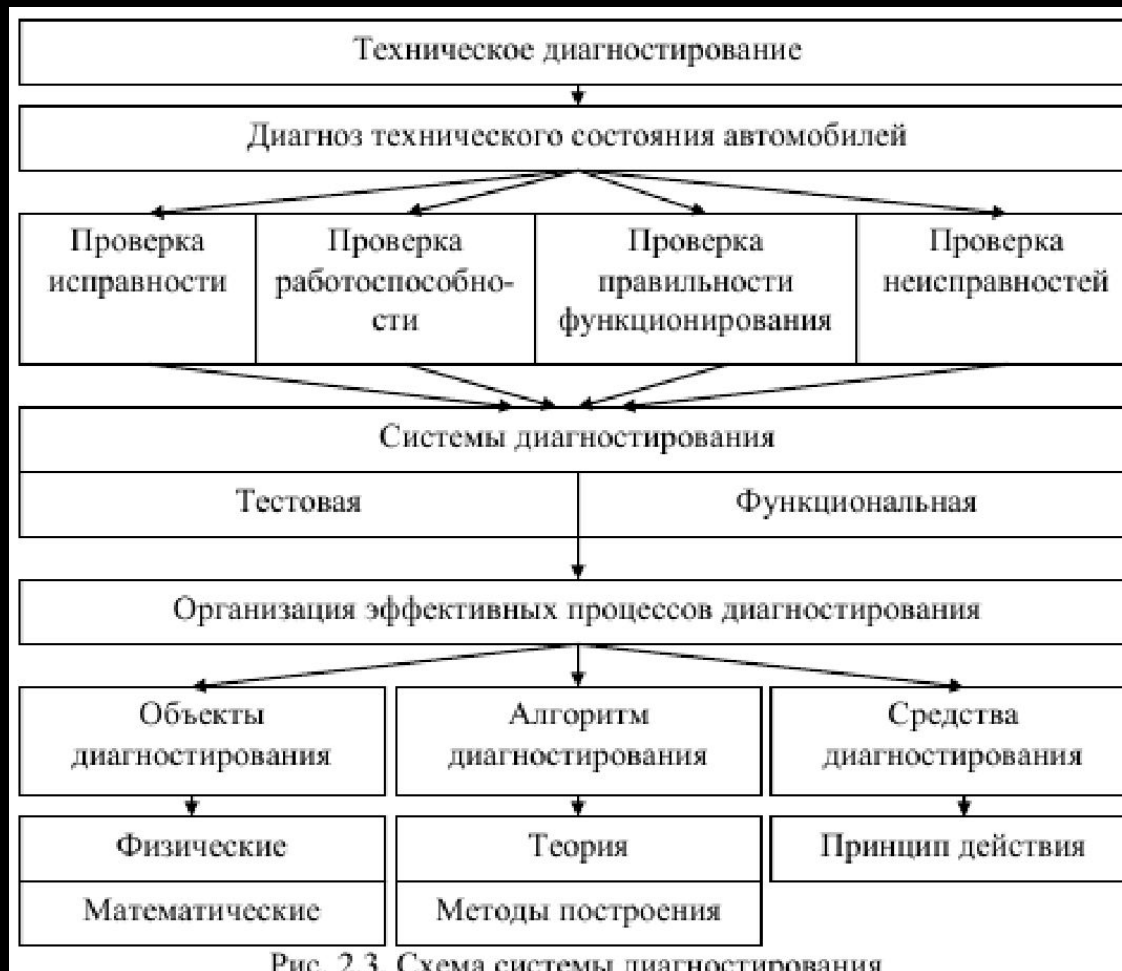 Техническое диагностирование
Диагноз технического состояния автомобилей
Проверка
исправности
Проверка
работоспособно-
сти
Проверка
правильности
функционирования
Проверка
неисправностей
Системы диагностирования
Тестовая
Функциональная
Организация эффективных процессов диагностирования
Объекты
диагностирования
Алгоритм
диагностирования
Средства
диагностирования
Физические
Математические
Теория
Методы построения
Принцип действия
Рис. 2.3. Схема системы диагностирования